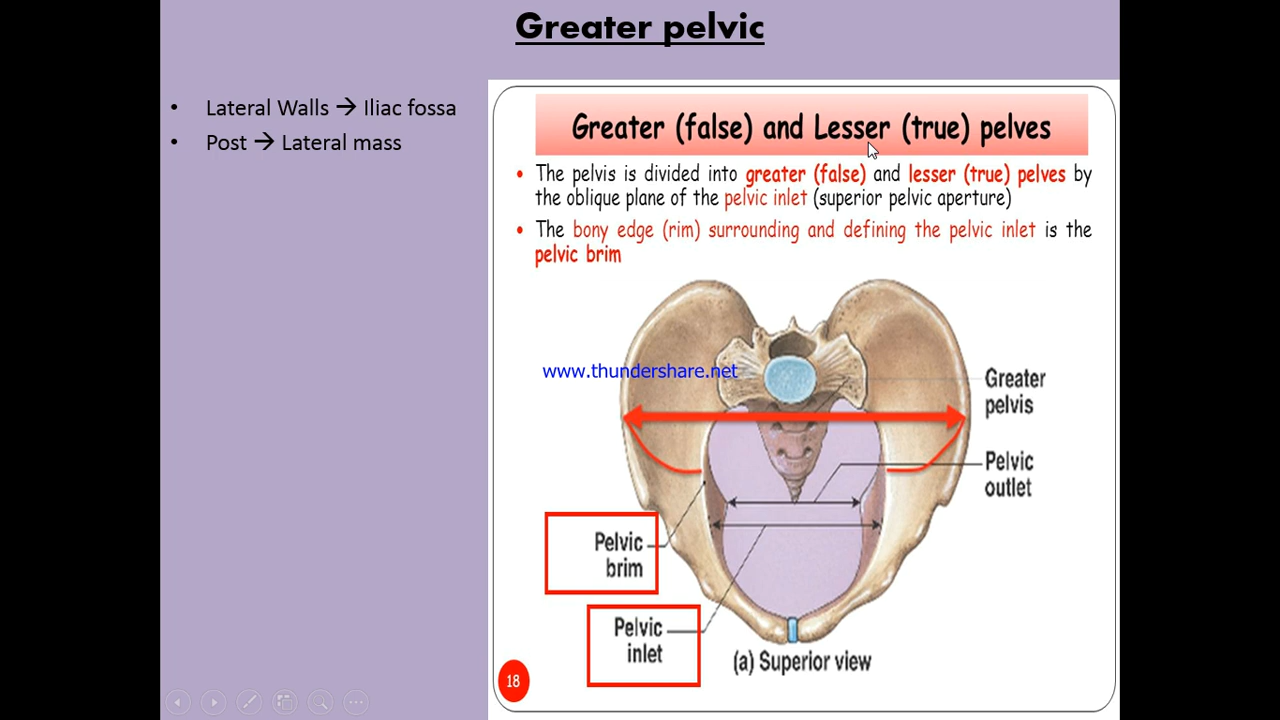 Greater pelvic
• Lateral Walls → Iliac fossa
• Post → Lateral mass
Greater (false) and Lesser (true) pelves
• The pelvis is divided into greater (false) and lesser (true) pelves by
the oblique plane of the pelvic inlet (superior pelvic aperture)
• The bony edge (rim) surrounding and defining the pelvic inlet is the
pelvic brim
www.thundershare.net
Greater
pelvis
Pelvic
outlet
Pelvic
brim
Pelvic
inlet
(a) Superior view
18